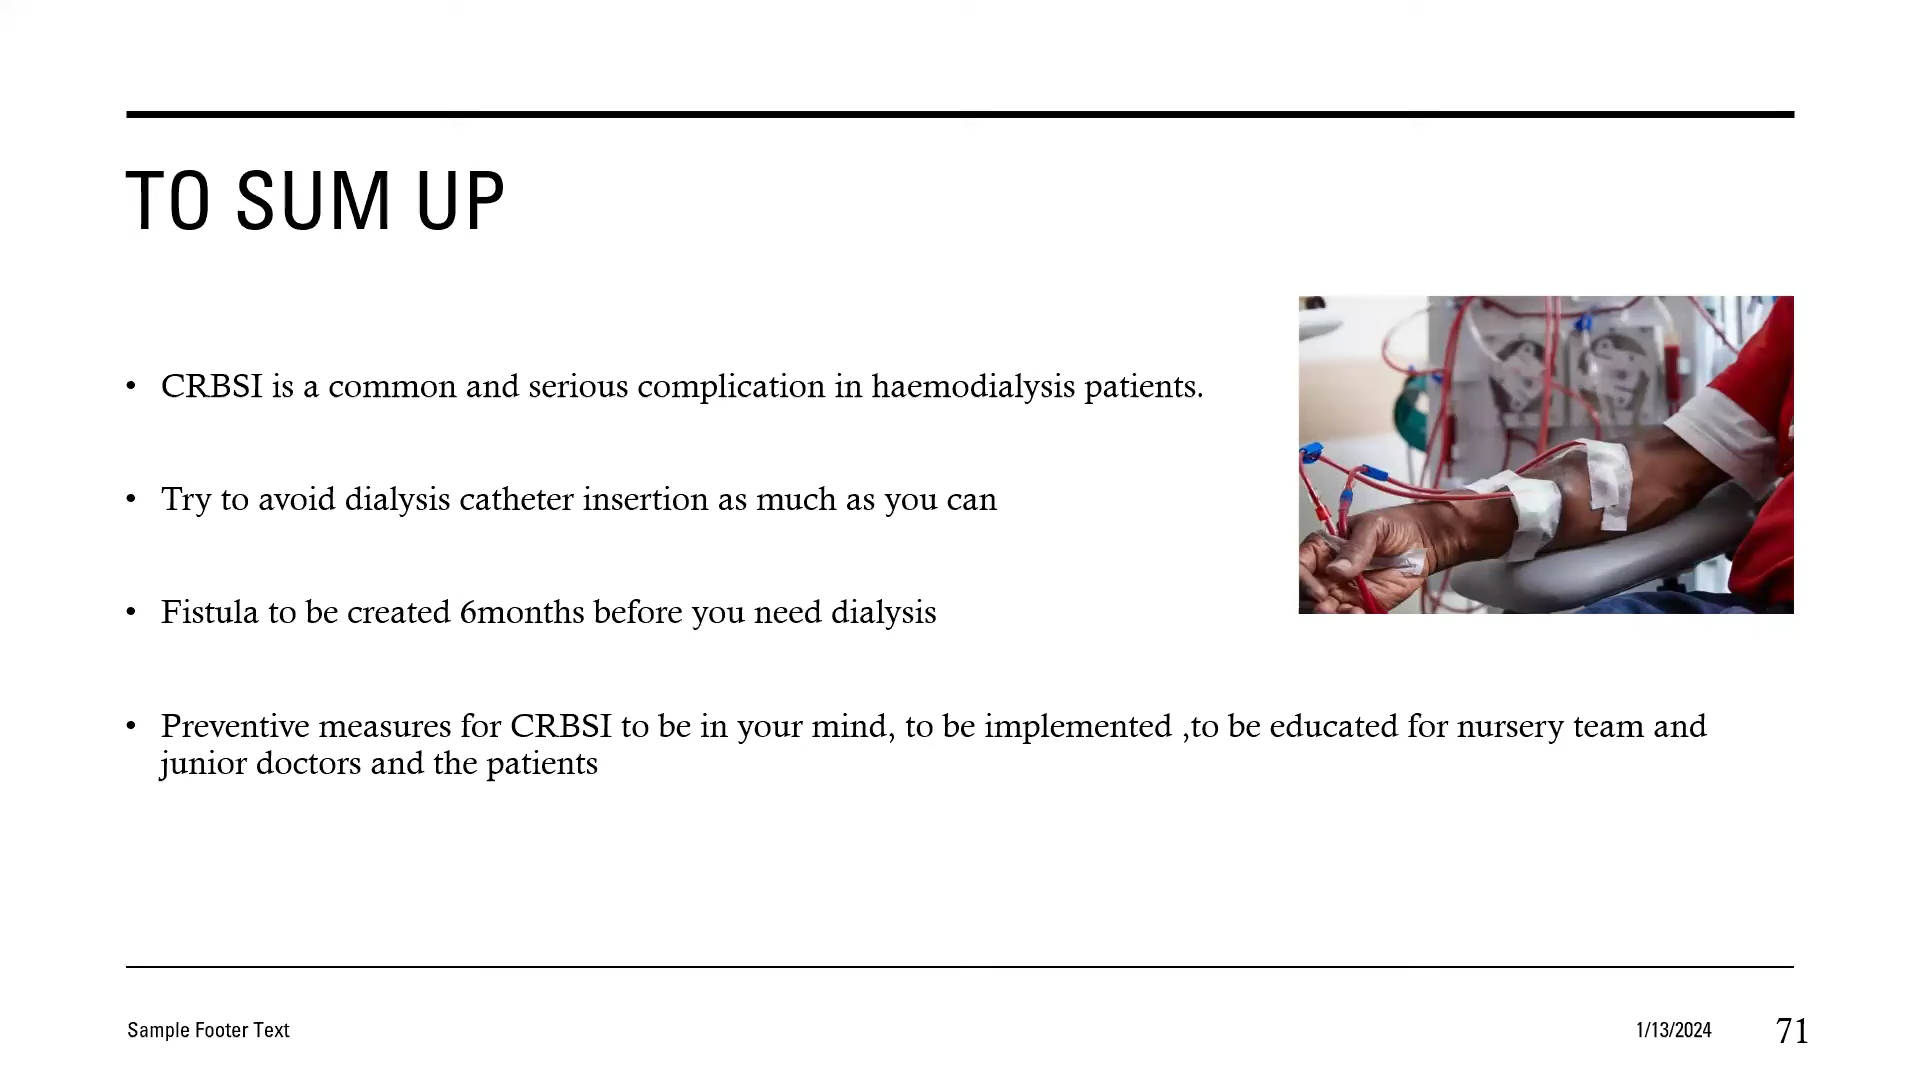 TO SUM UP
• CRBSI is a common and serious complication in haemodialysis patients.
• Try to avoid dialysis catheter insertion as much as you can
• Fistula to be created 6months before you need dialysis
• Preventive measures for CRBSI to be in your mind, to be implemented ,to be educated for nursery team and
junior doctors and the patients
Sample Footer Text
1/13/2024
71